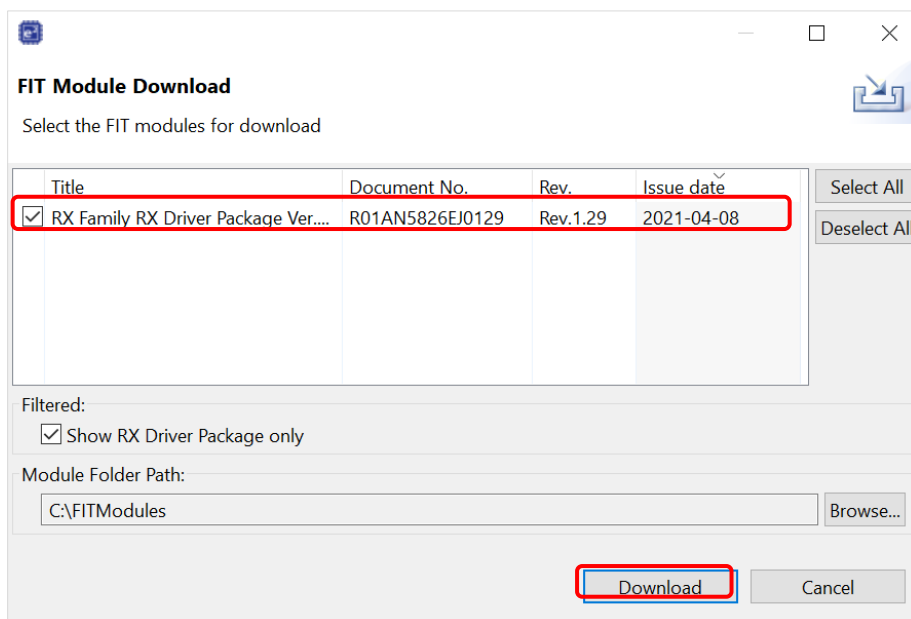 FIT Module Download
Select the FIT modules for download
Title Document No. Rev. Issue date
RX Family RX Driver Package Ver.... R01AN5826EJ0129 Rev.1.29 2021-04-08
Select All
Deselect All
Filtered:
Show RX Driver Package only
Module Folder Path:
C:\FITModules Browse...
Download Cancel